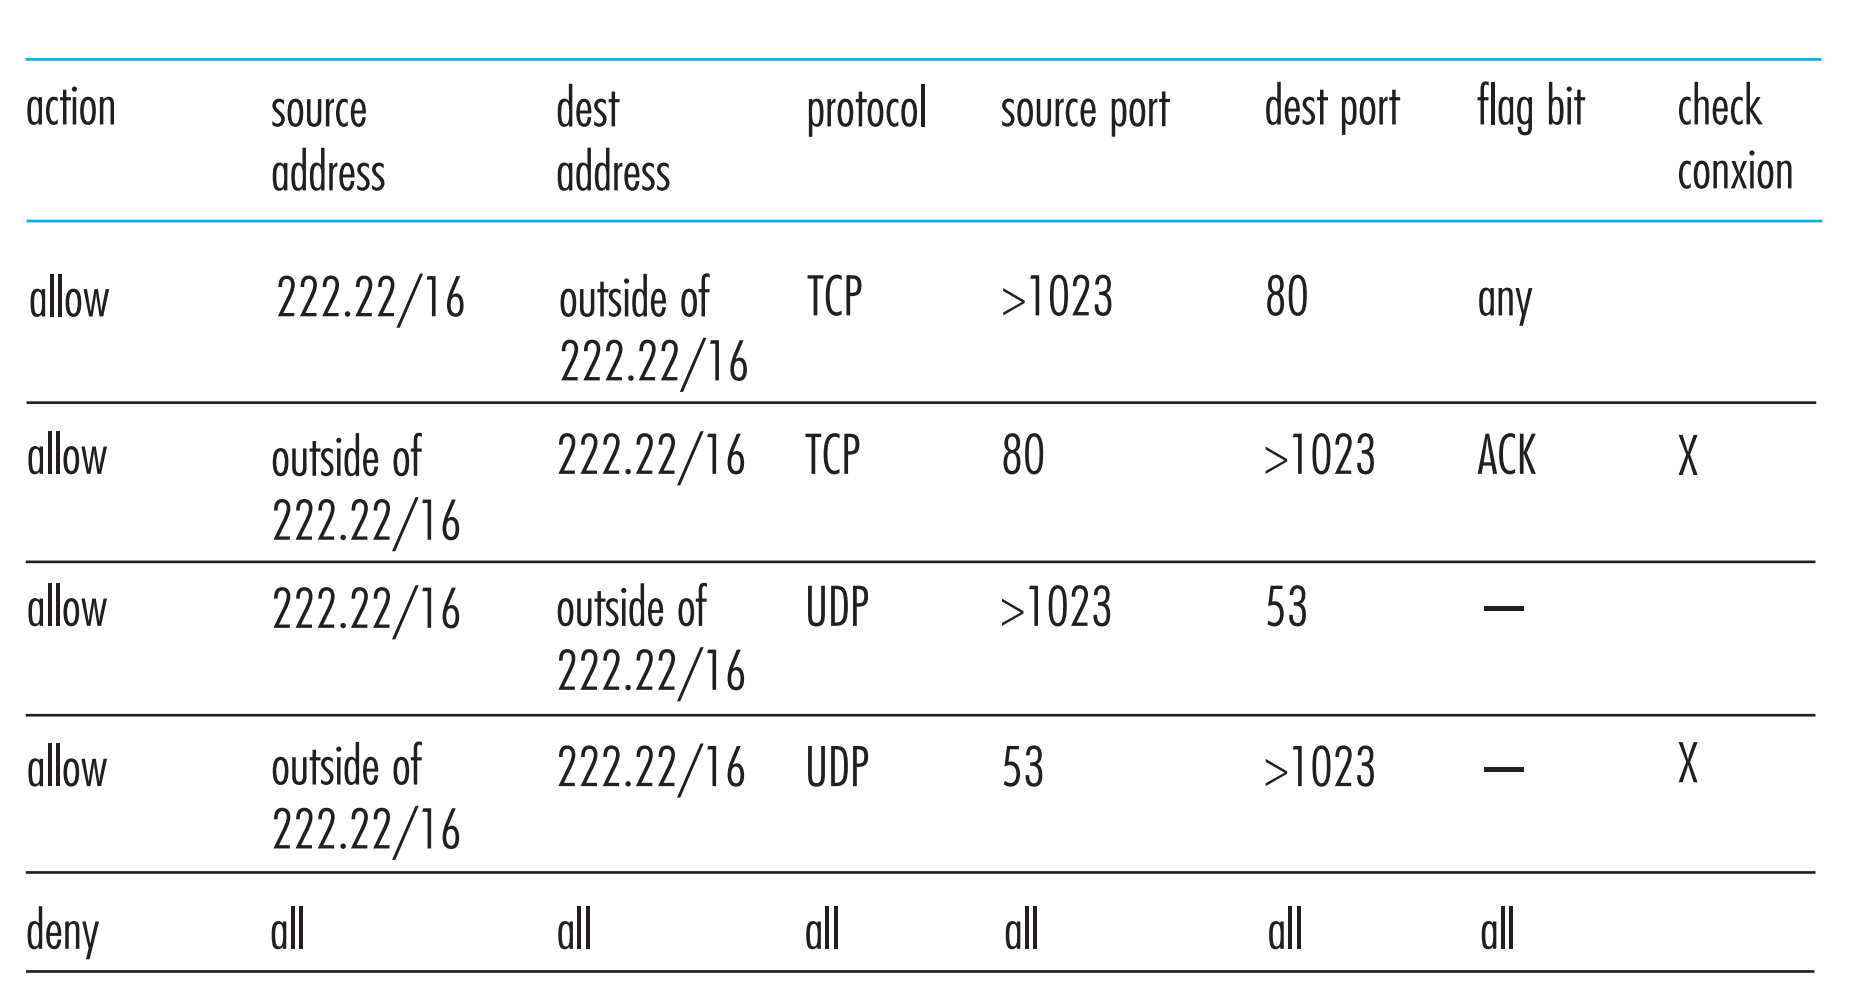 action source address dest address protocol source port dest port flag bit check conxion
allow 222.22/16 outside of 222.22/16 TCP >1023 80 any
allow outside of 222.22/16 222.22/16 TCP 80 >1023 ACK X
allow 222.22/16 outside of 222.22/16 UDP >1023 53 —
allow outside of 222.22/16 222.22/16 UDP 53 >1023 — X
deny all all all all all all